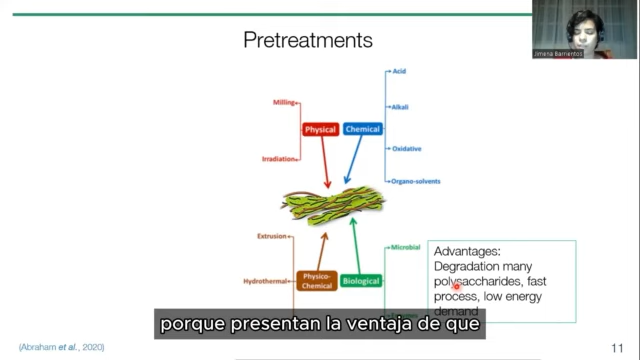 Pretreatments
Jimena Barrientos
Acid
Milling
Alkali
Physical
Chemical
Oxidative
Irradiation
Organo-solvents
Extrusion
Microbial
Hydrothermal
Physico-
Chemical
Biological
Advantages:
Degradation many
polysaccharides, fast
process, low energy
demand
porque presentan la ventaja de que
(Abraham et al., 2020)
11